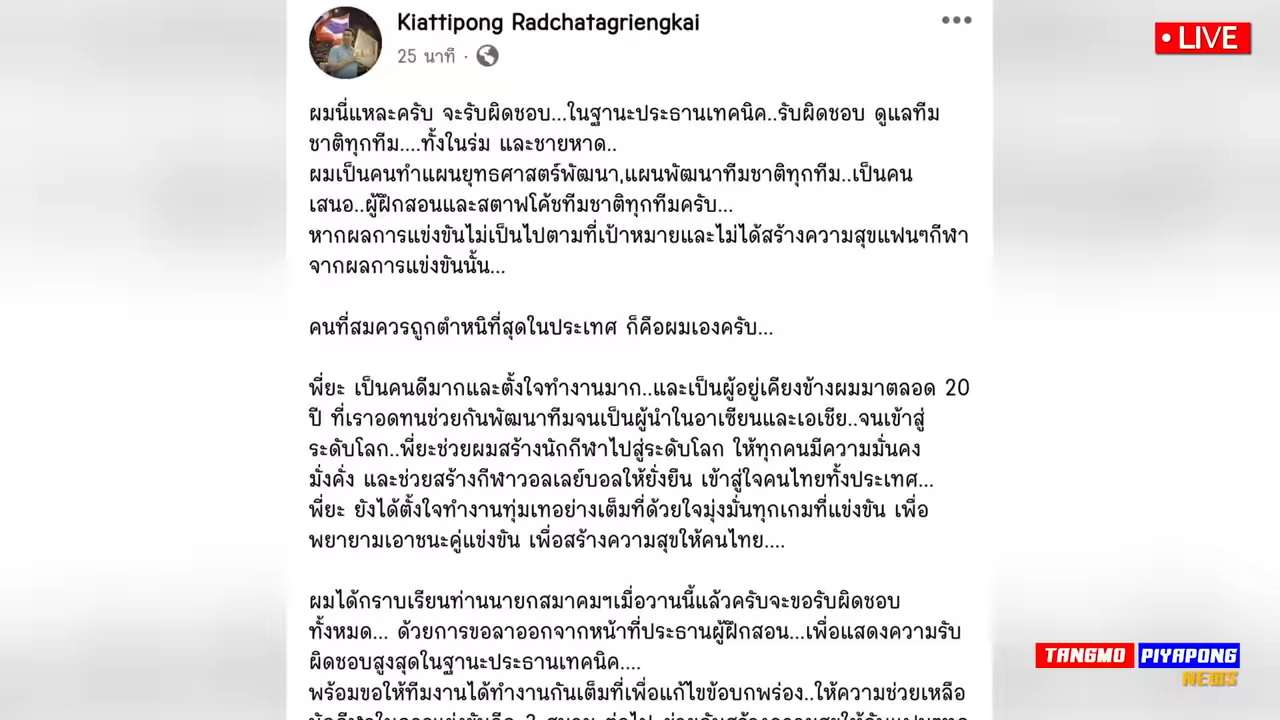 Kiattipong Radchatagriengkai
25 นาที ·
• LIVE
ผมนี่แหละครับ จะรับผิดชอบ...ในฐานะประธานเทคนิค..รับผิดชอบ ดูแลทีม
ชาติทุกทีม....ทั้งในร่ม และชายหาด..
ผมเป็นคนทำแผนยุทธศาสตร์พัฒนา,แผนพัฒนาทีมชาติทุกทีม..เป็นคน
เสนอ..ผู้ฝึกสอนและสตาฟโค้ชทีมชาติทุกทีมครับ...
หากผลการแข่งขันไม่เป็นไปตามที่เป้าหมายและไม่ได้สร้างความสุขแฟนๆกีฬา
จากผลการแข่งขันนั้น...
คนที่สมควรถูกตำหนิที่สุดในประเทศ ก็คือผมเองครับ...
พี่ยะ เป็นคนดีมากและตั้งใจทำงานมาก..และเป็นผู้อยู่เคียงข้างผมมาตลอด 20
ปี ที่เราอดทนช่วยกันพัฒนาทีมจนเป็นผู้นำในอาเซียนและเอเชีย..จนเข้าสู่
ระดับโลก..พี่ยะช่วยผมสร้างนักกีฬาไปสู่ระดับโลก ให้ทุกคนมีความมั่นคง
มั่งคั่ง และช่วยสร้างกีฬาวอลเลย์บอลให้ยั่งยืน เข้าสู่ใจคนไทยทั้งประเทศ...
พี่ยะ ยังได้ตั้งใจทำงานทุ่มเทอย่างเต็มที่ด้วยใจมุ่งมั่นทุกเกมที่แข่งขัน เพื่อ
พยายามเอาชนะคู่แข่งขัน เพื่อสร้างความสุขให้คนไทย....
ผมได้กราบเรียนท่านนายกสมาคมฯเมื่อวานนี้แล้วครับจะขอรับผิดชอบ
ทั้งหมด... ด้วยการขอลาออกจากหน้าที่ประธานผู้ฝึกสอน...เพื่อแสดงความรับ
ผิดชอบสูงสุดในฐานะประธานเทคนิค....
พร้อมขอให้ทีมงานได้ทำงานกันเต็มที่เพื่อแก้ไขข้อบกพร่อง..ให้ความช่วยเหลือ
TANGMO PIYAPONG
NEWS